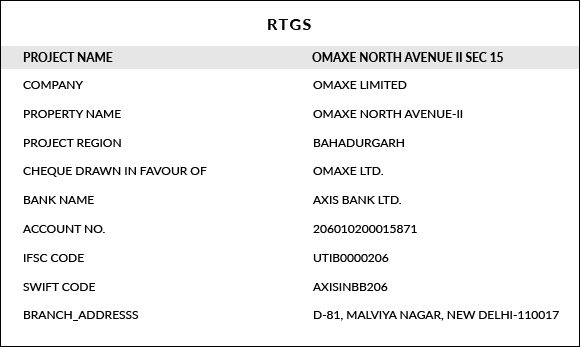 RTGS
PROJECT NAME OMAXE NORTH AVENUE II SEC 15
COMPANY OMAXE LIMITED
PROPERTY NAME OMAXE NORTH AVENUE-II
PROJECT REGION BAHADURGARH
CHEQUE DRAWN IN FAVOUR OF OMAXE LTD.
BANK NAME AXIS BANK LTD.
ACCOUNT NO. 206010200015871
IFSC CODE UTIB0000206
SWIFT CODE AXISINBB206
BRANCH_ADDRESSS D-81, MALVIYA NAGAR, NEW DELHI-110017